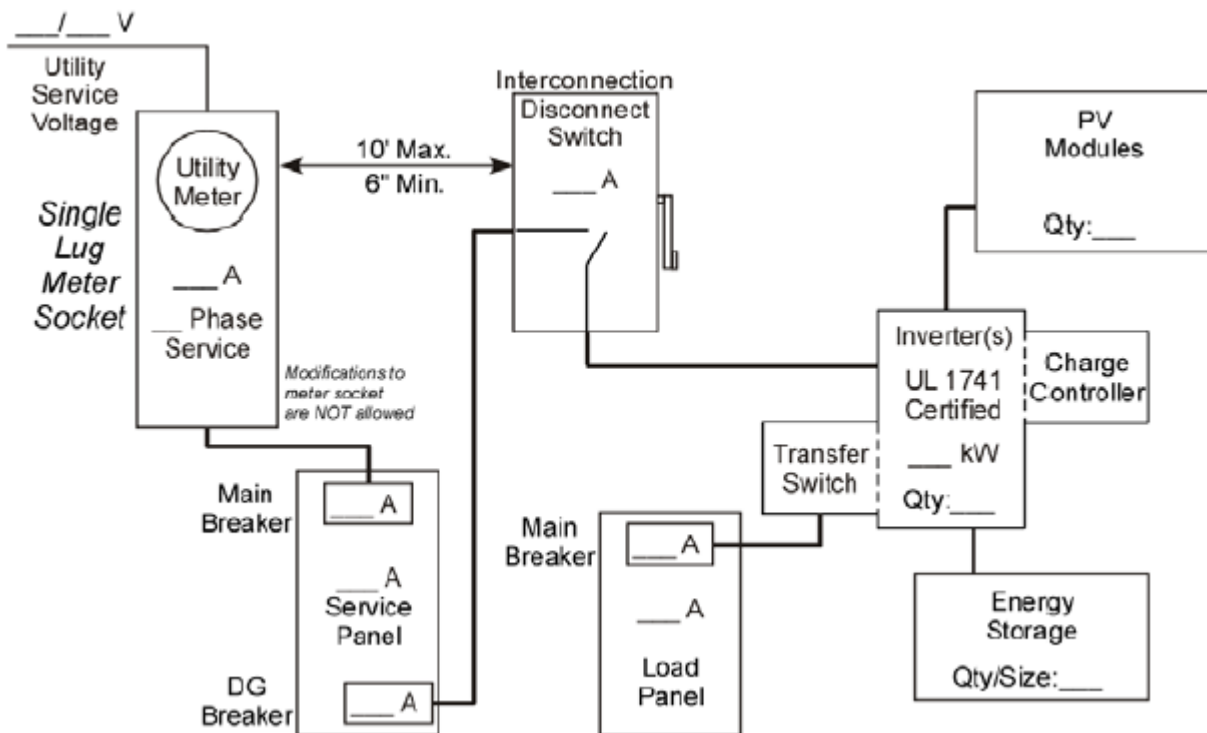 ___/___ V
Utility
Service
Voltage
Utility
Meter
Single
Lug
Meter
Socket
___ A
__ Phase
Service
Modifications to
meter socket
are NOT allowed
10' Max.
6" Min.
Interconnection
Disconnect
Switch
___ A
PV
Modules
Qty:___
Inverter(s)
UL 1741
Certified
___ kW
Qty:___
Charge
Controller
Transfer
Switch
Main
Breaker
___ A
___ A
Service
Panel
DG
Breaker
___ A
Main
Breaker
___ A
___ A
Load
Panel
Energy
Storage
Qty/Size:___